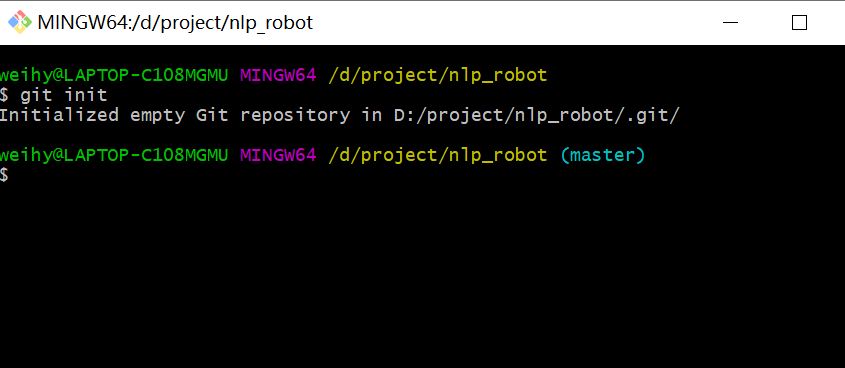 MINGW64:/d/project/nlp_robot
weihy@LAPTOP-C108MGMU MINGW64 /d/project/nlp_robot
$ git init
Initialized empty Git repository in D:/project/nlp_robot/.git/
weihy@LAPTOP-C108MGMU MINGW64 /d/project/nlp_robot (master)
$